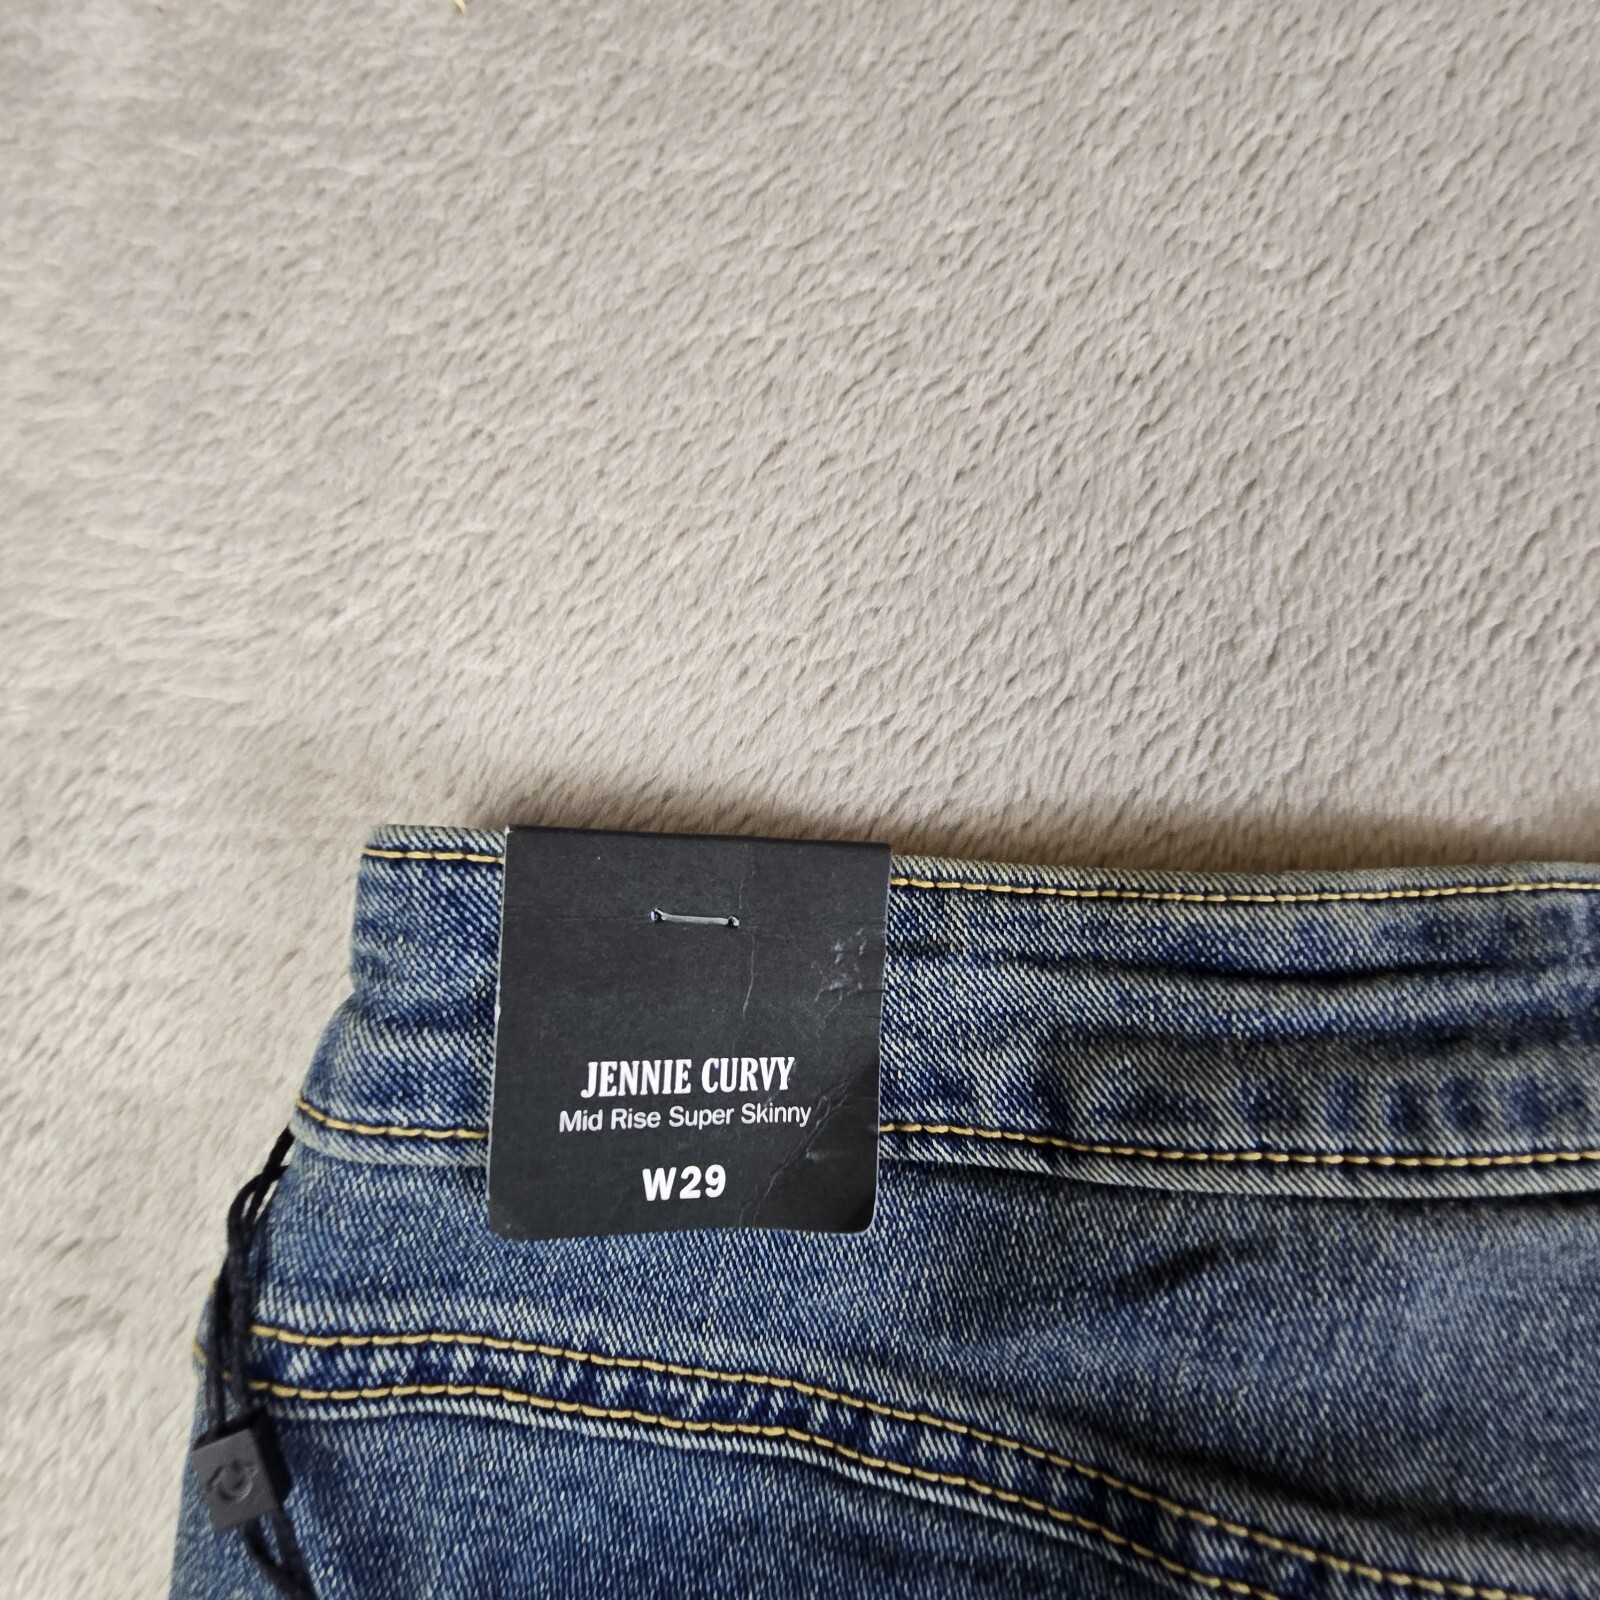 JENNIE CURVY
Mid Rise Super Skinny
W29